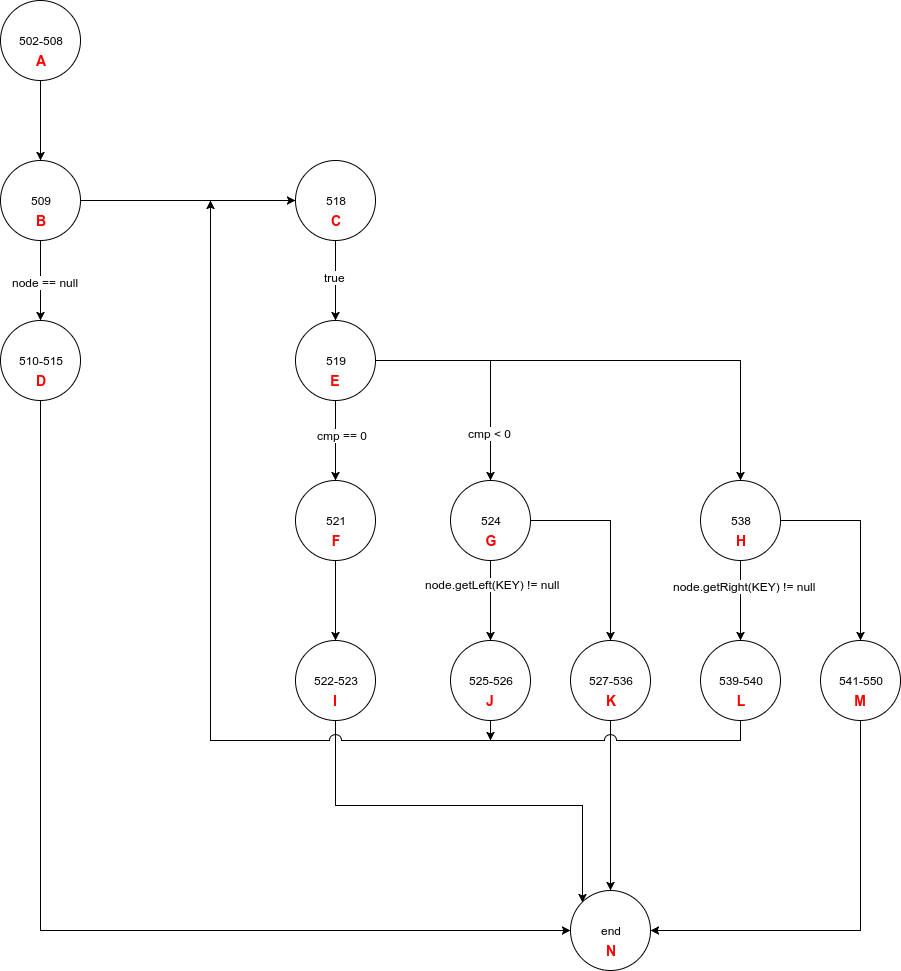 502-508
A
509
B
518
C
node == null
true
510-515
D
519
E
cmp == 0
cmp < 0
521
F
524
G
538
H
node.getLeft(KEY) != null
node.getRight(KEY) != null
522-523
I
525-526
J
527-536
K
539-540
L
541-550
M
end
N